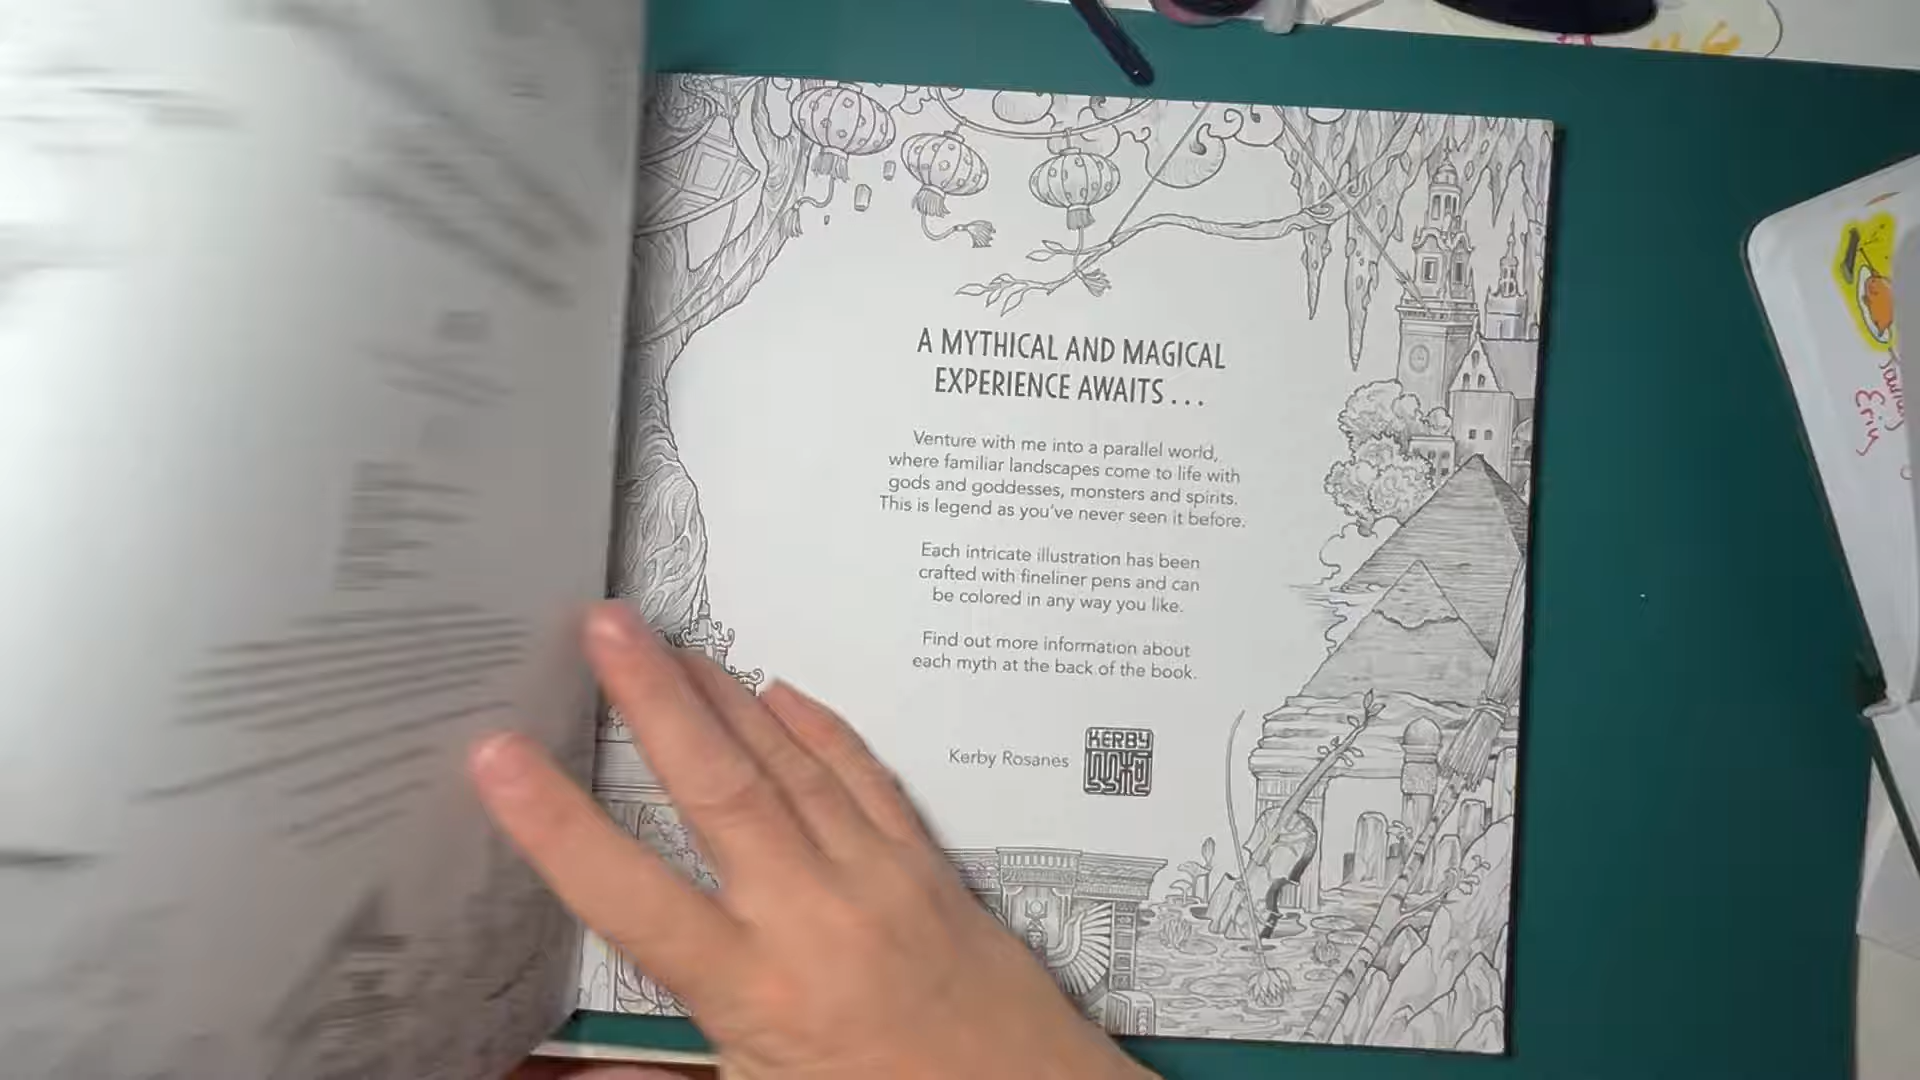 A MYTHICAL AND MAGICAL
EXPERIENCE AWAITS . . .
Venture with me into a parallel world,
where familiar landscapes come to life with
gods and goddesses, monsters and spirits.
This is legend as you've never seen it before.
Each intricate illustration has been
crafted with fineliner pens and can
be colored in any way you like.
Find out more information about
each myth at the back of the book.
Kerby Rosanes
KERBY
Erin